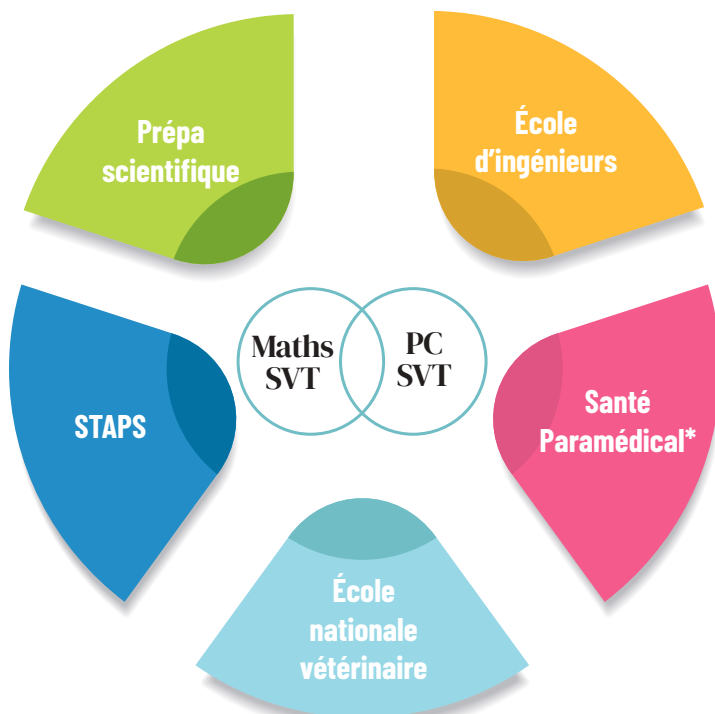 Prépa
scientifique
École
d'ingénieurs
Maths
SVT
PC
SVT
STAPS
Santé
Paramédical*
École
nationale
vétérinaire